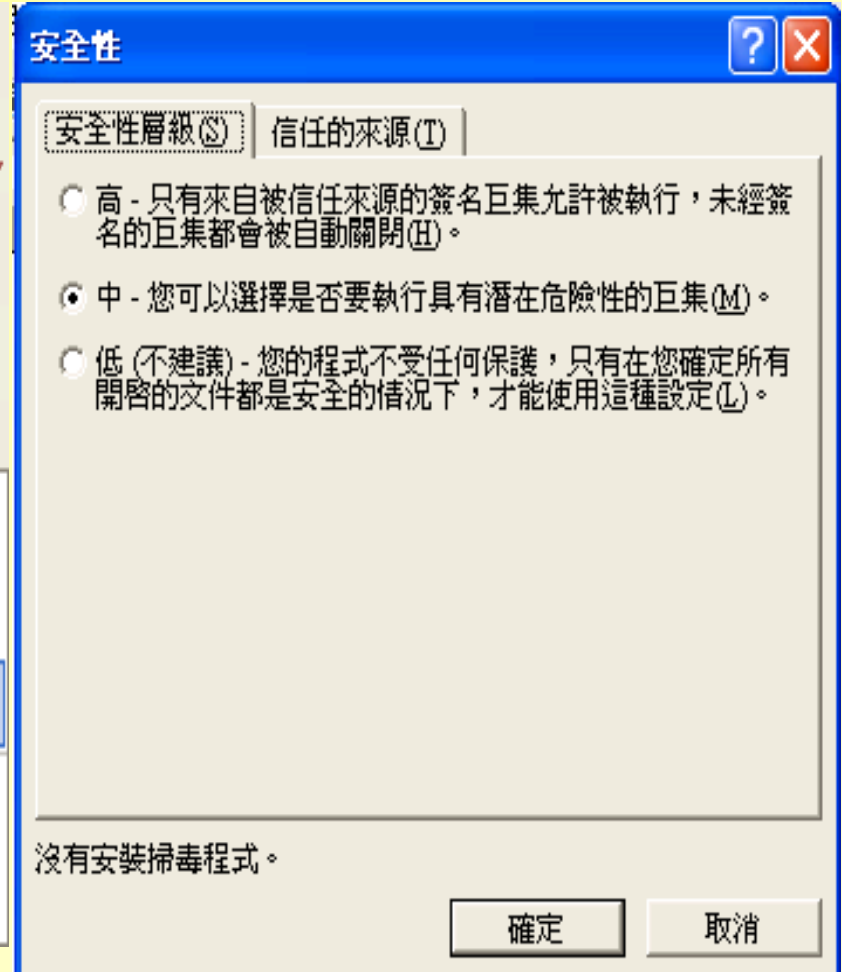 安全性
安全性層級(S)
信任的來源(T)
高 - 只有來自被信任來源的簽名巨集允許被執行，未經簽
名的巨集都會被自動關閉(H)。
中 - 您可以選擇是否要執行具有潛在危險性的巨集(M)。
低 (不建議) - 您的程式不受任何保護，只有在您確定所有
開啓的文件都是安全的情況下，才能使用這種設定(L)。
沒有安裝掃毒程式。
確定
取消